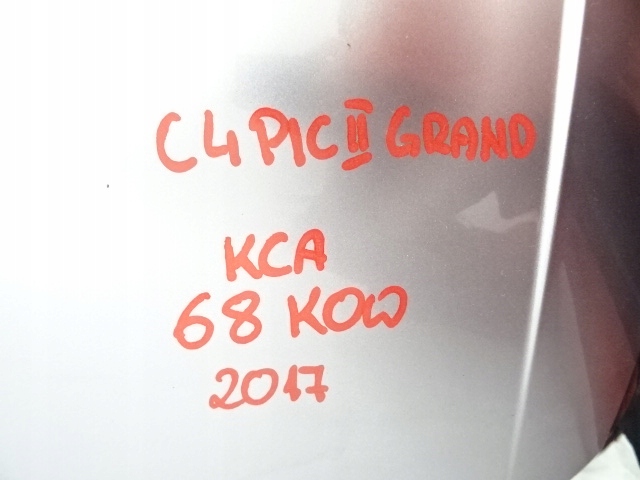 C4 PIC II GRAND
KCA
68 KOW
2017